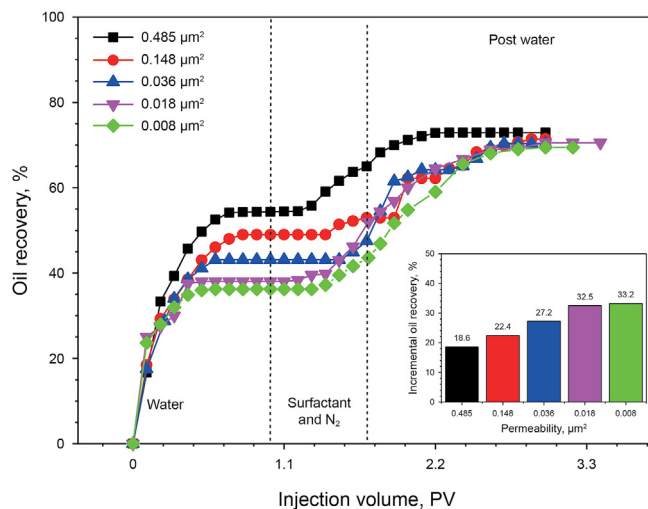 100
80
60
40
20
0
Oil recovery, %
0.485 μm²
0.148 μm²
0.036 μm²
0.018 μm²
0.008 μm²
Post water
Water
Surfactant
and N₂
0
1.1
2.2
3.3
Injection volume, PV
Incremental oil recovery, %
50
40
30
20
10
0
18.6
22.4
27.2
32.5
33.2
0.485
0.148
0.036
0.018
0.008
Permeability, μm²